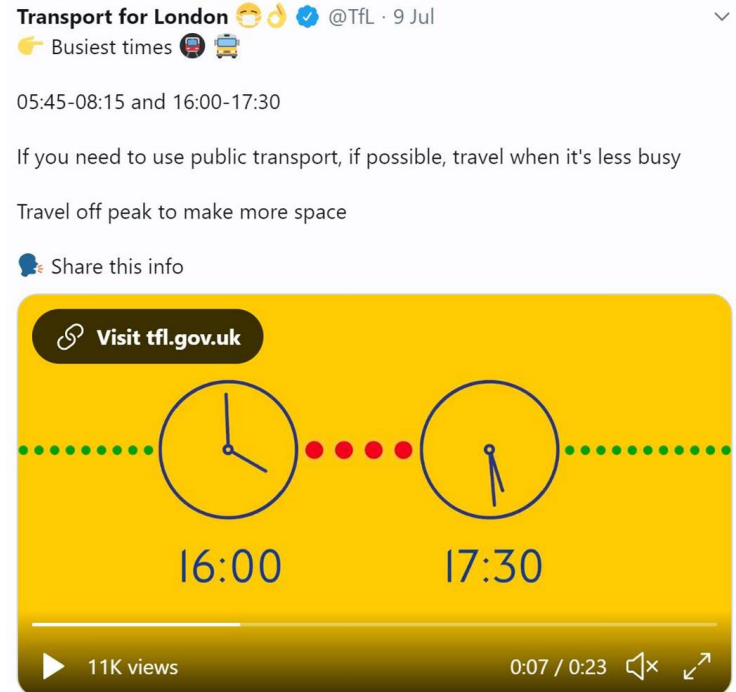 Transport for London 😷👌 @TfL · 9 Jul
👉 Busiest times 🚇 🚍
05:45-08:15 and 16:00-17:30
If you need to use public transport, if possible, travel when it's less busy
Travel off peak to make more space
🗣 Share this info
Visit tfl.gov.uk
16:00 17:30
11K views 0:07 / 0:23